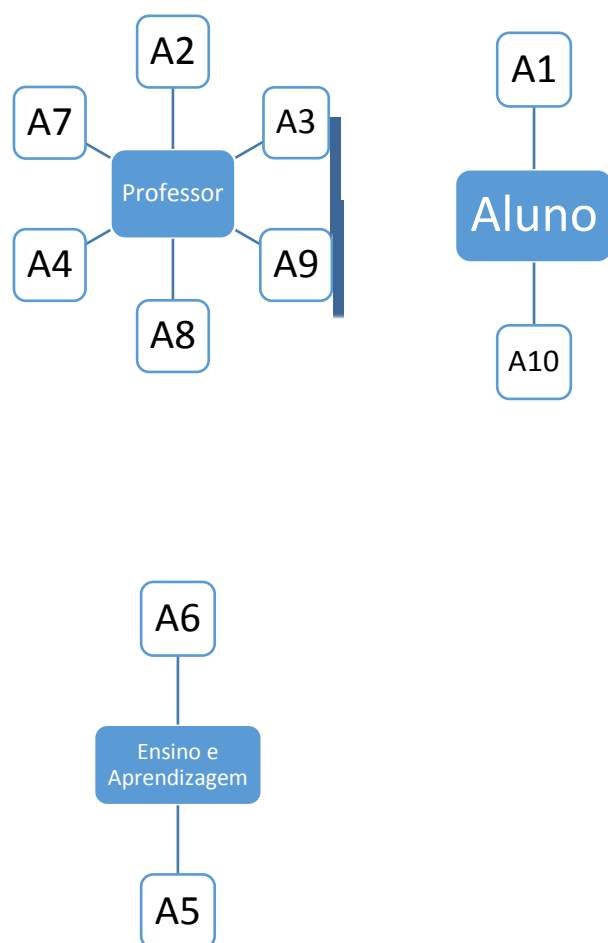 A2
A7
A3
Professor
A4
A9
A8
A1
Aluno
A10
A6
Ensino e
Aprendizagem
A5